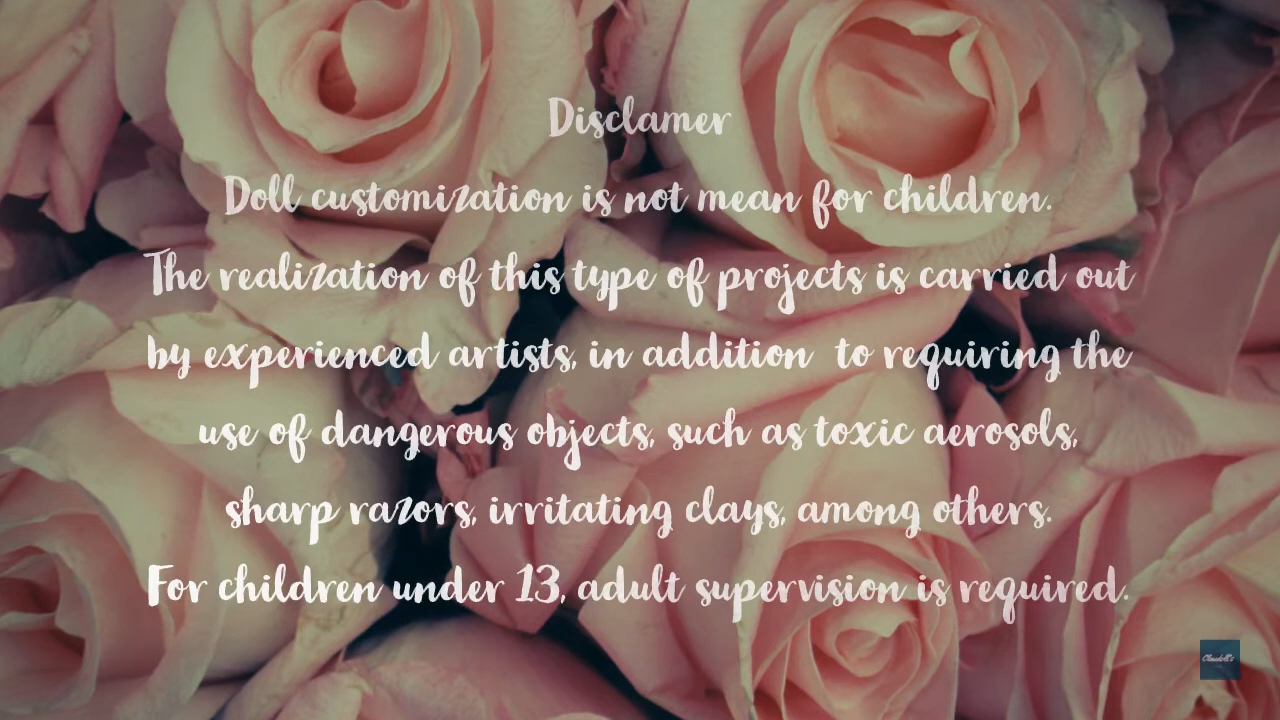 Disclamer
Doll customization is not mean for children.
The realization of this type of projects is carried out
by experienced artists, in addition to requiring the
use of dangerous objects, such as toxic aerosols,
sharp razors, irritating clays, among others.
For children under 13, adult supervision is required.